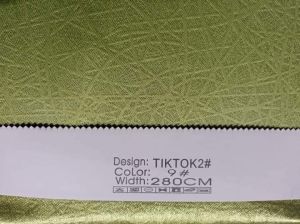 Design: TIKTOK2#
CoLor: 9#
Width: 280CM